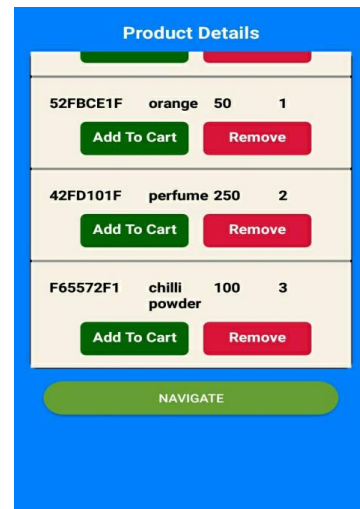 Product Details
52FBCE1F orange 50 1
Add To Cart Remove
42FD101F perfume 250 2
Add To Cart Remove
F65572F1 chilli 100 3
powder
Add To Cart Remove
NAVIGATE